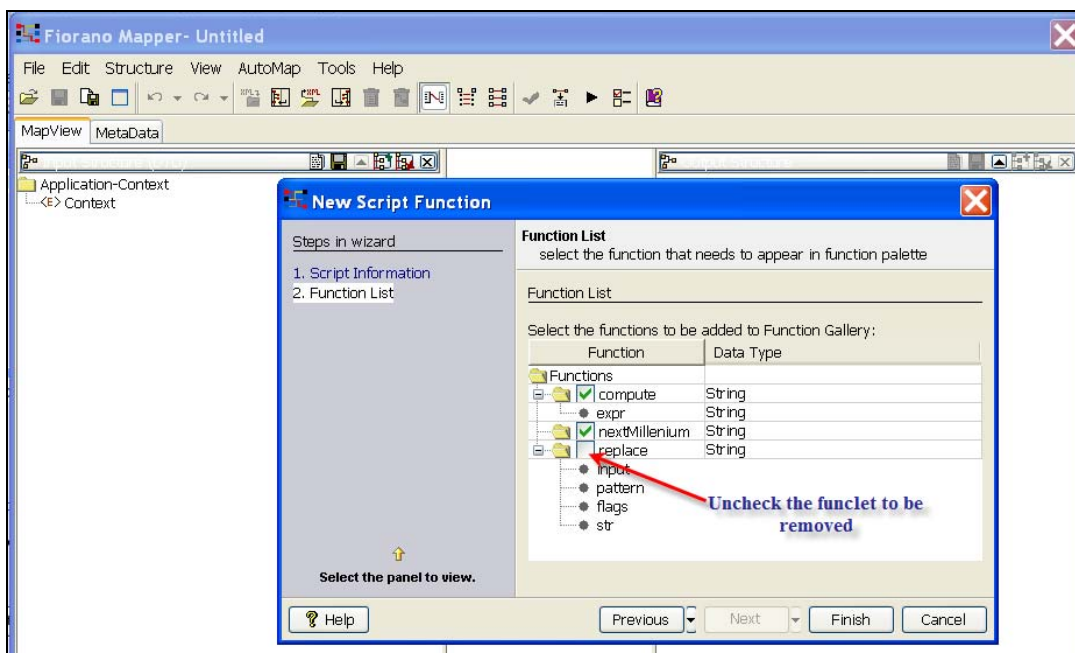 Fiorano Mapper- Untitled
File Edit Structure View AutoMap Tools Help
MapView MetaData
Application-Context
<E> Context
New Script Function
Steps in wizard
1. Script Information
2. Function List
Select the panel to view.
Function List
select the function that needs to appear in function palette
Function List
Select the functions to be added to Function Gallery:
Function Data Type
Functions
compute String
expr String
nextMillenium String
replace String
input
pattern
flags
str
Uncheck the funclet to be
removed
Help Previous Next Finish Cancel